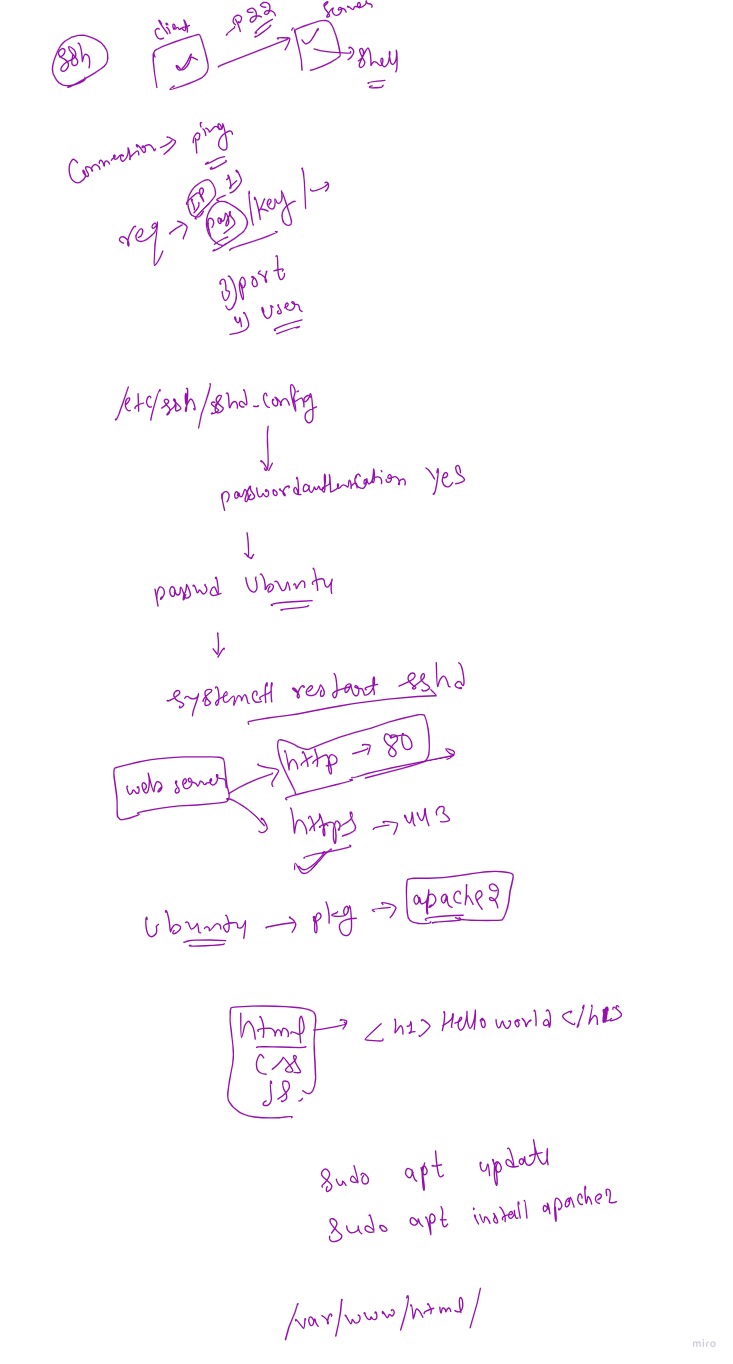 ssh
client
p22
server
shell
Connection => ping
IP 1)
req -> pass /key / ->
3) port
4) user
/etc/ssh/sshd_config
passwordauthentication yes
passwd Ubuntu
systemctl restart sshd
web server
http -> 80
https -> 443
Ubuntu -> pkg -> apache2
html -> <h1> Hello world </h1>
css
JS
sudo apt update
sudo apt install apache2
/var/www/html/
miro